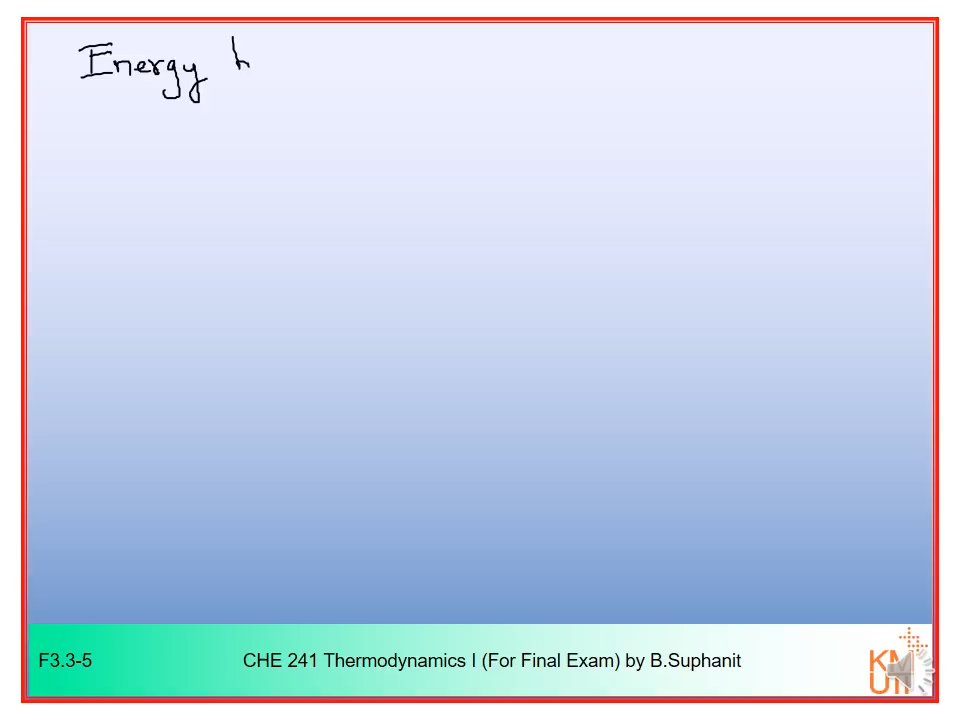 Energy
F3.3-5
CHE 241 Thermodynamics I (For Final Exam) by B.Suphanit